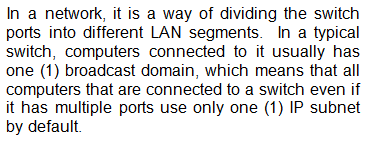 In a network, it is a way of dividing the switch
ports into different LAN segments. In a typical
switch, computers connected to it usually has
one (1) broadcast domain, which means that all
computers that are connected to a switch even if
it has multiple ports use only one (1) IP subnet
by default.